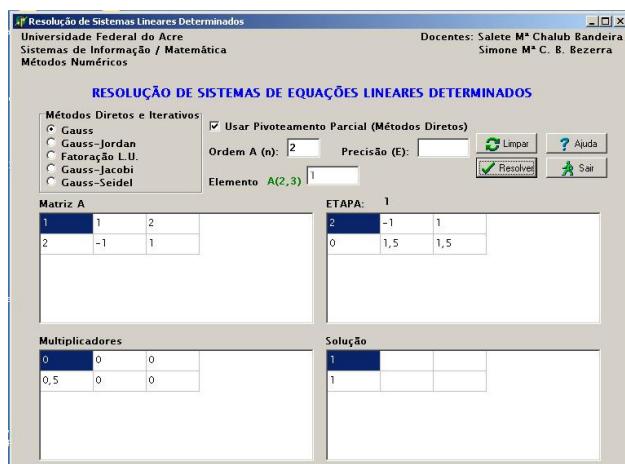 Resolução de Sistemas Lineares Determinados
Universidade Federal do Acre
Docentes: Salete Mª Chalub Bandeira
Sistemas de Informação / Matemática
Simone Mª C. B. Bezerra
Métodos Numéricos
RESOLUÇÃO DE SISTEMAS DE EQUAÇÕES LINEARES DETERMINADOS
Métodos Diretos e Iterativos
Gauss
Gauss-Jordan
Fatoração L.U.
Gauss-Jacobi
Gauss-Seidel
Usar Pivoteamento Parcial (Métodos Diretos)
Ordem A (n): 2 Precisão (E):
Elemento A(2,3) 1
Limpar Ajuda
Resolver Sair
Matriz A
1 1 2
2 -1 1
ETAPA: 1
2 -1 1
0 1,5 1,5
Multiplicadores
0 0 0
0,5 0 0
Solução
1
1